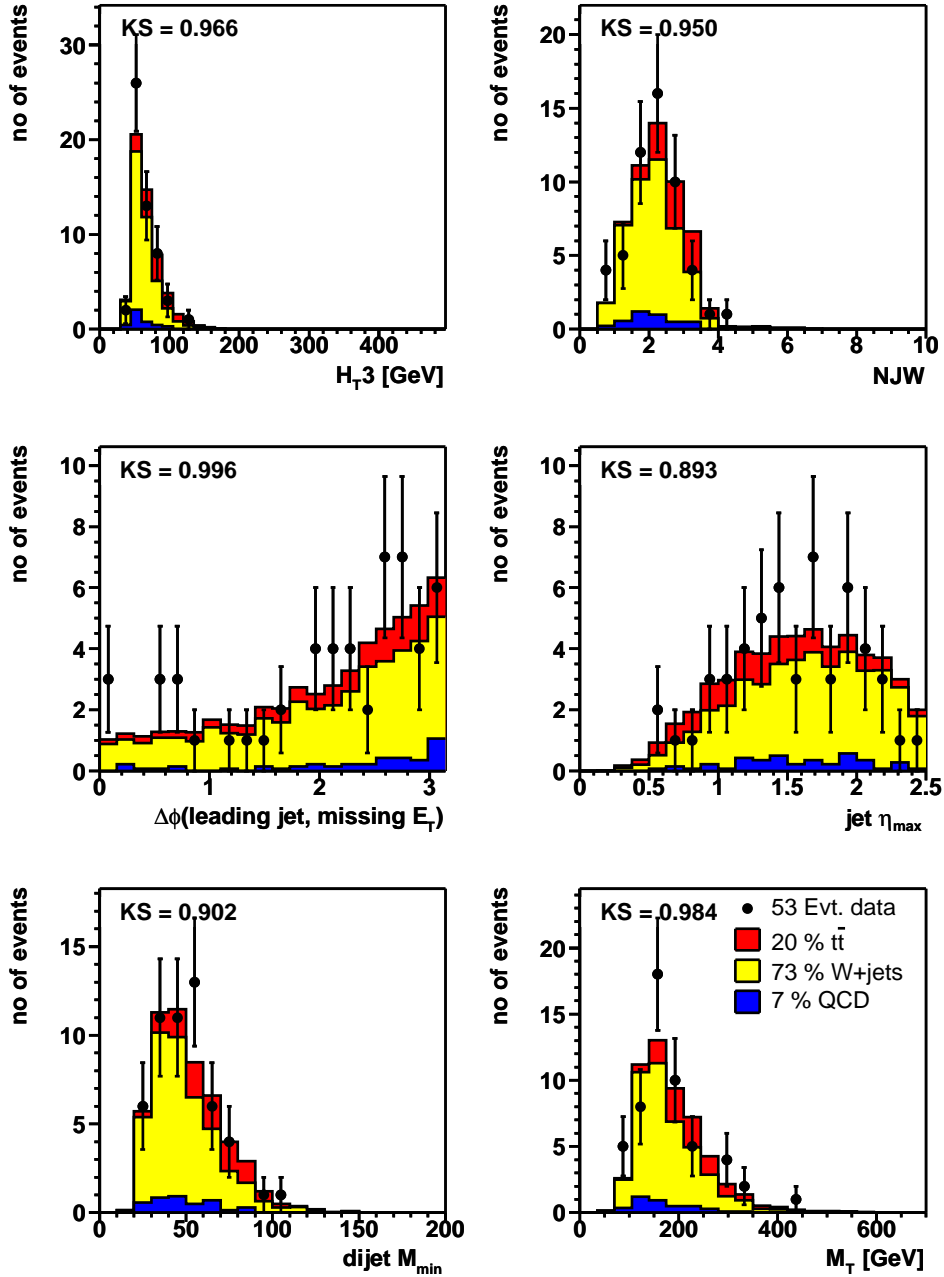 KS = 0.966
no of events
30
20
10
0
0 100 200 300 400
H_T3 [GeV]
KS = 0.950
no of events
20
15
10
5
0
0 2 4 6 8 10
NJW
KS = 0.996
no of events
10
8
6
4
2
0
0 1 2 3
Δϕ(leading jet, missing E_T)
KS = 0.893
no of events
10
8
6
4
2
0
0 0.5 1 1.5 2 2.5
jet η_max
KS = 0.902
no of events
15
10
5
0
0 50 100 150 200
dijet M_min
KS = 0.984
no of events
20
15
10
5
0
0 200 400 600
M_T [GeV]
53 Evt. data
20 % tt̄
73 % W+jets
7 % QCD